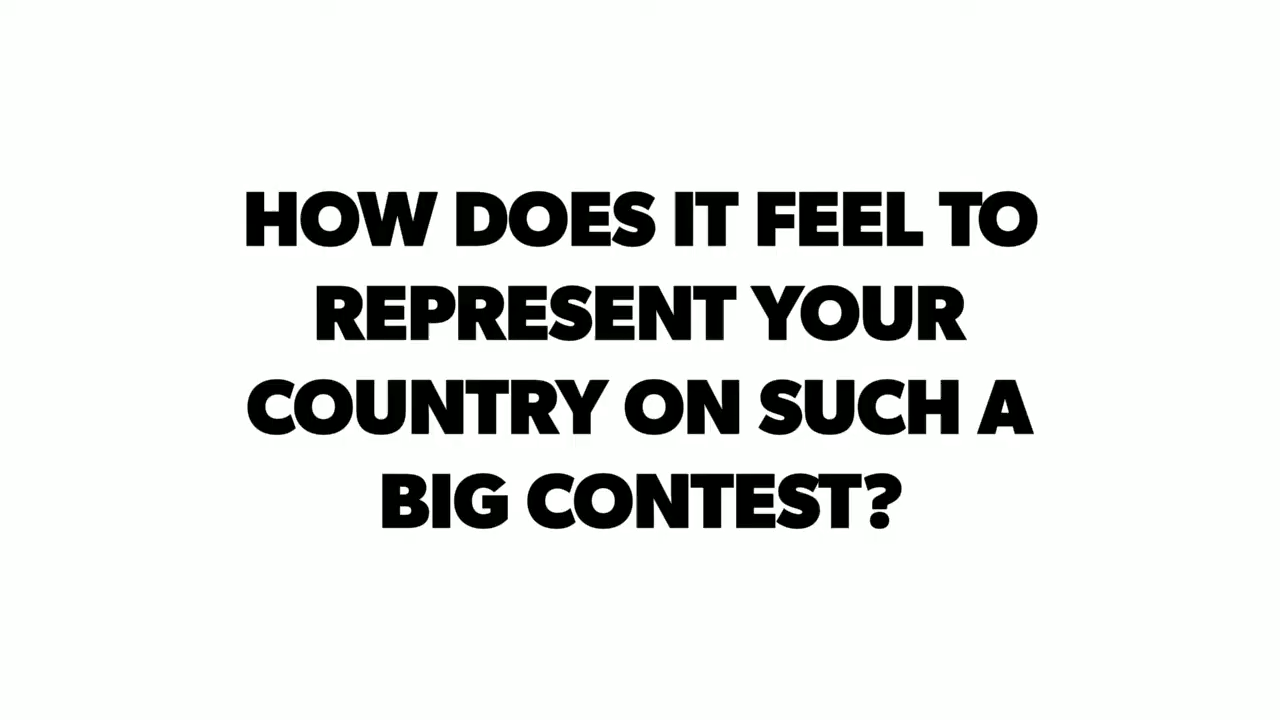 HOW DOES IT FEEL TO
REPRESENT YOUR
COUNTRY ON SUCH A
BIG CONTEST?